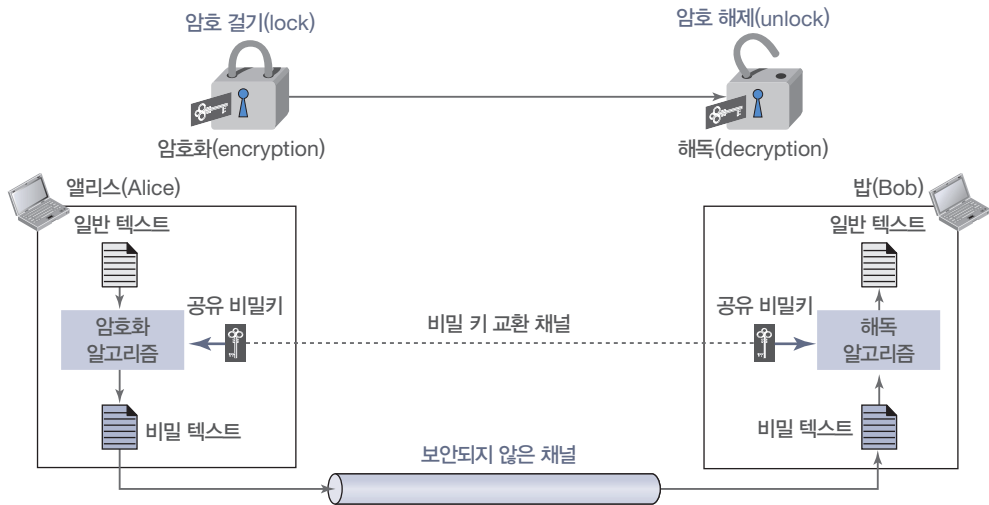 암호 걸기(lock)
암호 해제(unlock)
암호화(encryption)
해독(decryption)
앨리스(Alice)
밥(Bob)
일반 텍스트
일반 텍스트
공유 비밀키
공유 비밀키
암호화
알고리즘
비밀 키 교환 채널
해독
알고리즘
비밀 텍스트
비밀 텍스트
보안되지 않은 채널